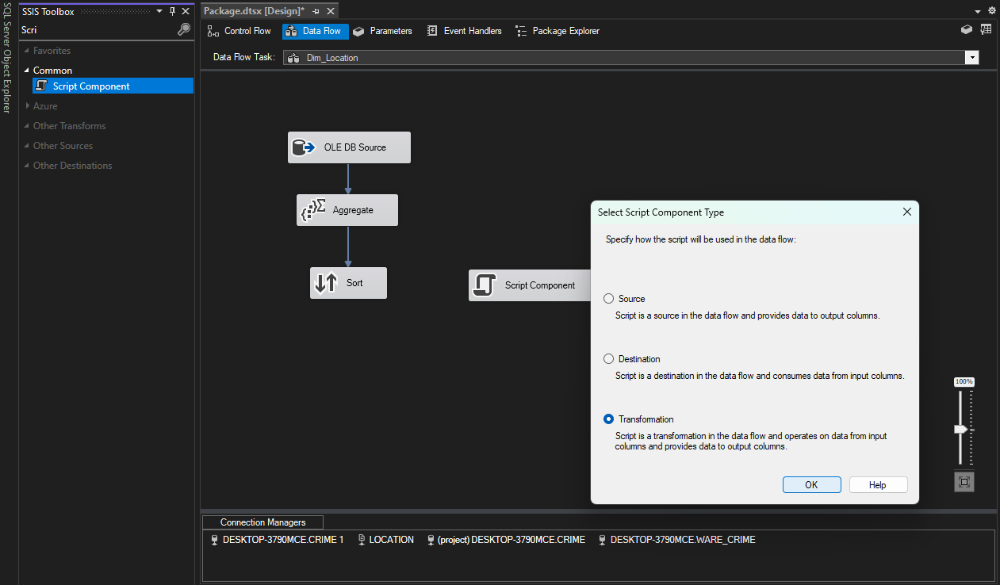 SQL Server Object Explorer
SSIS Toolbox
Scri
Favorites
Common
Script Component
Azure
Other Transforms
Other Sources
Other Destinations
Package.dtsx [Design]*
Control Flow
Data Flow
Parameters
Event Handlers
Package Explorer
Data Flow Task:
Dim_Location
OLE DB Source
Aggregate
Sort
Script Component
Select Script Component Type
Specify how the script will be used in the data flow:
Source
Script is a source in the data flow and provides data to output columns.
Destination
Script is a destination in the data flow and consumes data from input columns.
Transformation
Script is a transformation in the data flow and operates on data from input
columns and provides data to output columns.
OK
Help
100%
Connection Managers
DESKTOP-3790MCE.CRIME 1
LOCATION
(project) DESKTOP-3790MCE.CRIME
DESKTOP-3790MCE.WARE_CRIME